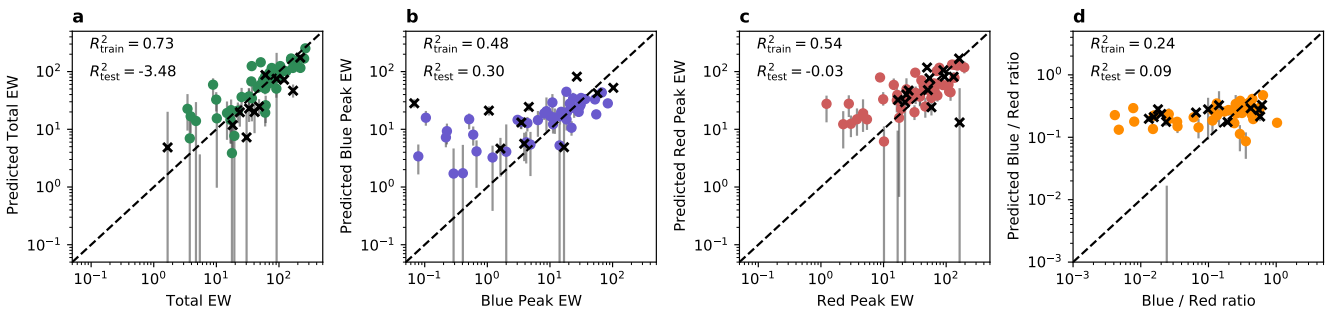 a
R²train = 0.73
R²test = -3.48
Predicted Total EW
10²
10¹
10⁰
10⁻¹
10⁻¹ 10⁰ 10¹ 10²
Total EW
b
R²train = 0.48
R²test = 0.30
Predicted Blue Peak EW
10²
10¹
10⁰
10⁻¹
10⁻¹ 10⁰ 10¹ 10²
Blue Peak EW
c
R²train = 0.54
R²test = -0.03
Predicted Red Peak EW
10²
10¹
10⁰
10⁻¹
10⁻¹ 10⁰ 10¹ 10²
Red Peak EW
d
R²train = 0.24
R²test = 0.09
Predicted Blue / Red ratio
10⁰
10⁻¹
10⁻²
10⁻³
10⁻³ 10⁻² 10⁻¹ 10⁰
Blue / Red ratio